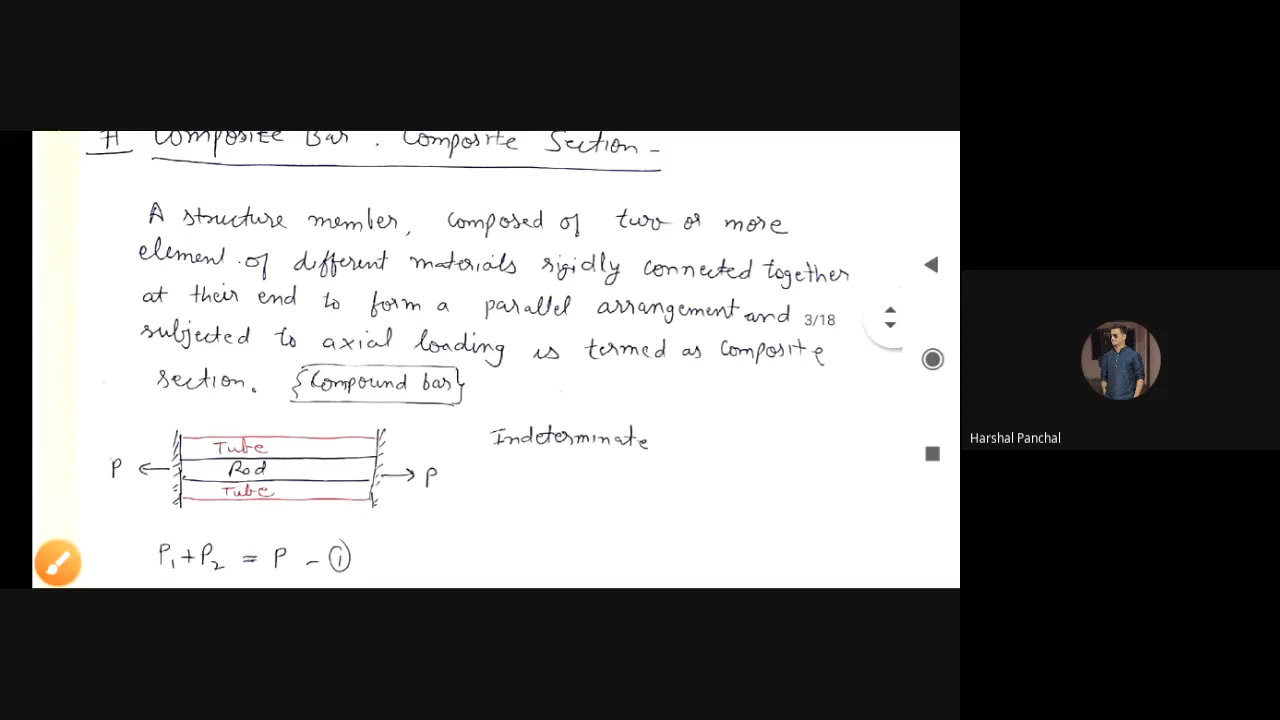 # Composite Bar. Composite Section -
A structure member, composed of two or more
element of different materials rigidly connected together
at their end to form a parallel arrangement and 3/18
subjected to axial loading is termed as composite
section. {Compound bar}
Indeterminate
Tube
P Rod P
Tube
P₁+P₂ = P - ①
Harshal Panchal